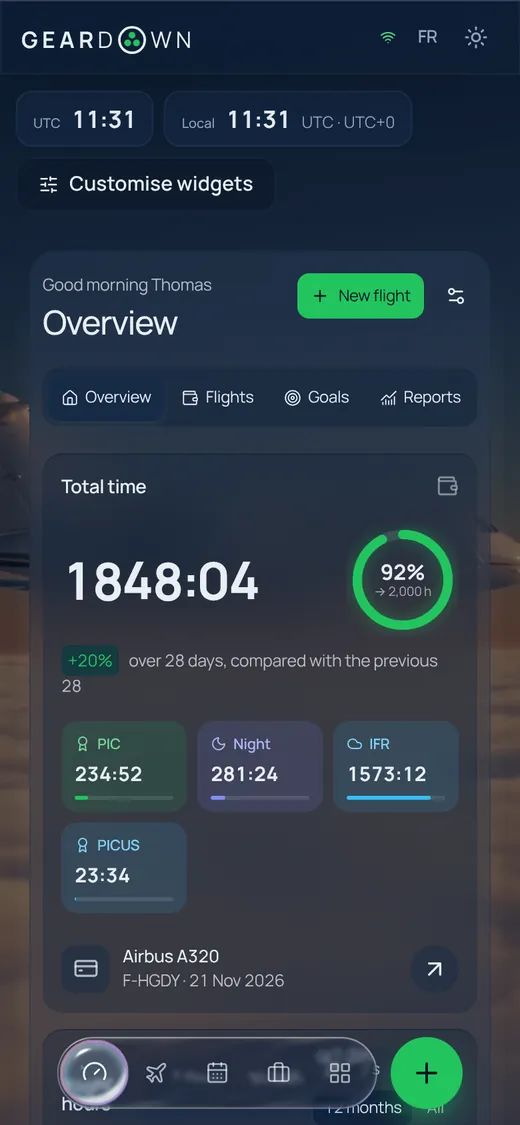 GEARDOWN
FR
UTC 11:31 Local 11:31 UTC · UTC+0
Customise widgets
Good morning Thomas
Overview
+ New flight
Overview Flights Goals Reports
Total time
1848:04
92%
→ 2,000 h
+20% over 28 days, compared with the previous
28
PIC Night IFR
234:52 281:24 1573:12
PICUS
23:34
Airbus A320
F-HGDY · 21 Nov 2026
hours
12 months All